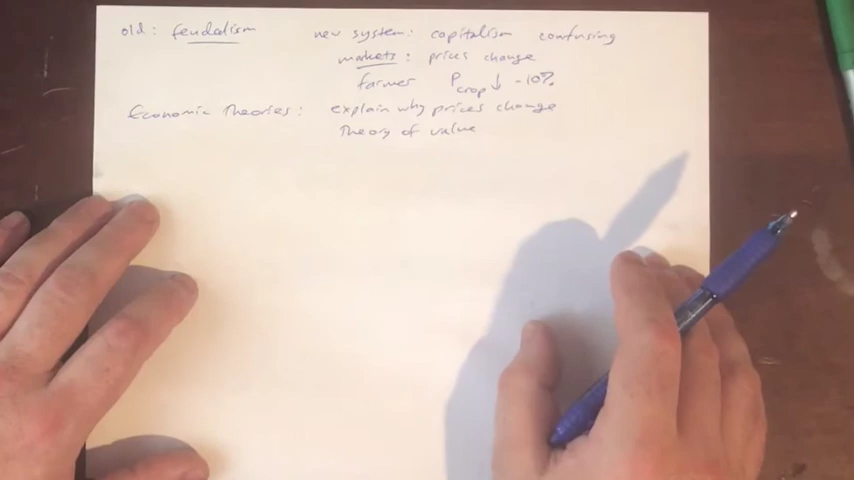 old: feudalism new system: capitalism confusing
markets: prices change
farmer Pcrop ↓ -10%
Economic Theories: explain why prices change
Theory of value